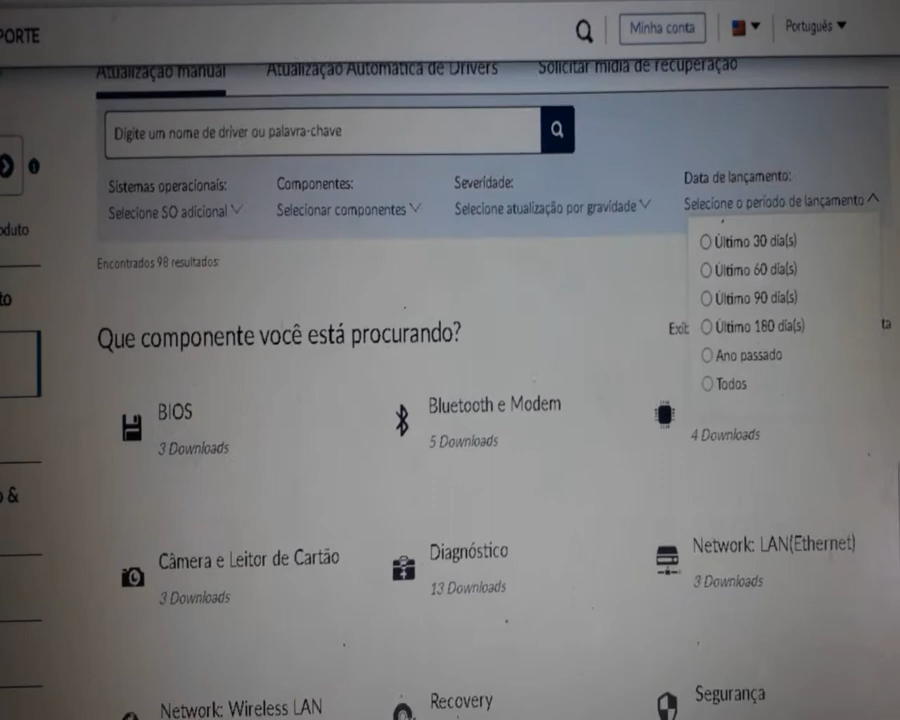 PORTE
Minha conta
Português
Atualização manual
Atualização Automática de Drivers
Solicitar mídia de recuperação
Digite um nome de driver ou palavra-chave
Sistemas operacionais:
Componentes:
Severidade:
Data de lançamento:
Selecione SO adicional
Selecionar componentes
Selecione atualização por gravidade
Selecione o período de lançamento
oduto
Encontrados 98 resultados
Último 30 dia(s)
Último 60 dia(s)
Último 90 dia(s)
to
Que componente você está procurando?
Exib
Último 180 dia(s)
ta
Ano passado
Todos
BIOS
3 Downloads
Bluetooth e Modem
5 Downloads
4 Downloads
o &
Câmera e Leitor de Cartão
3 Downloads
Diagnóstico
13 Downloads
Network: LAN(Ethernet)
3 Downloads
Network: Wireless LAN
Recovery
Segurança